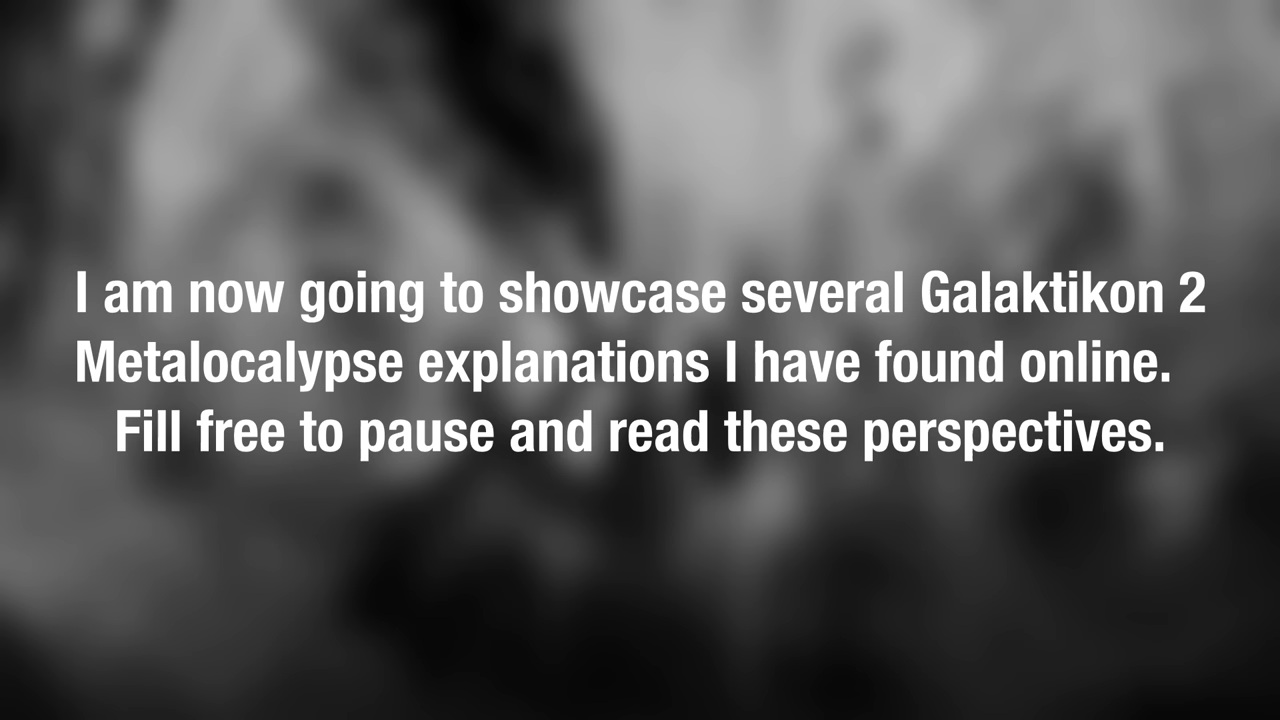 I am now going to showcase several Galaktikon 2
Metalocalypse explanations I have found online.
Fill free to pause and read these perspectives.